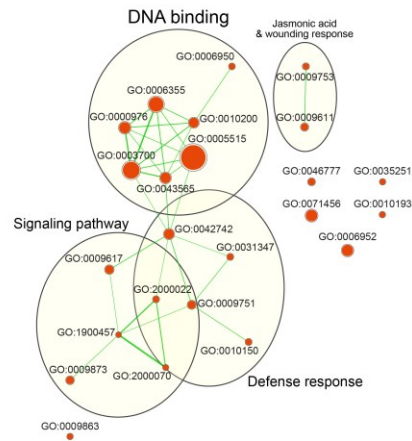 DNA binding
Jasmonic acid
& wounding response
GO:0006950
GO:0009753
GO:0006355
GO:0000976
GO:0010200
GO:0005515
GO:0009611
GO:0003700
GO:0043565
GO:0046777
GO:0035251
GO:0071456
GO:0010193
GO:0006952
Signaling pathway
GO:0042742
GO:0031347
GO:0009617
GO:2000022
GO:0009751
GO:1900457
GO:0010150
GO:0009873
GO:2000070
Defense response
GO:0009863